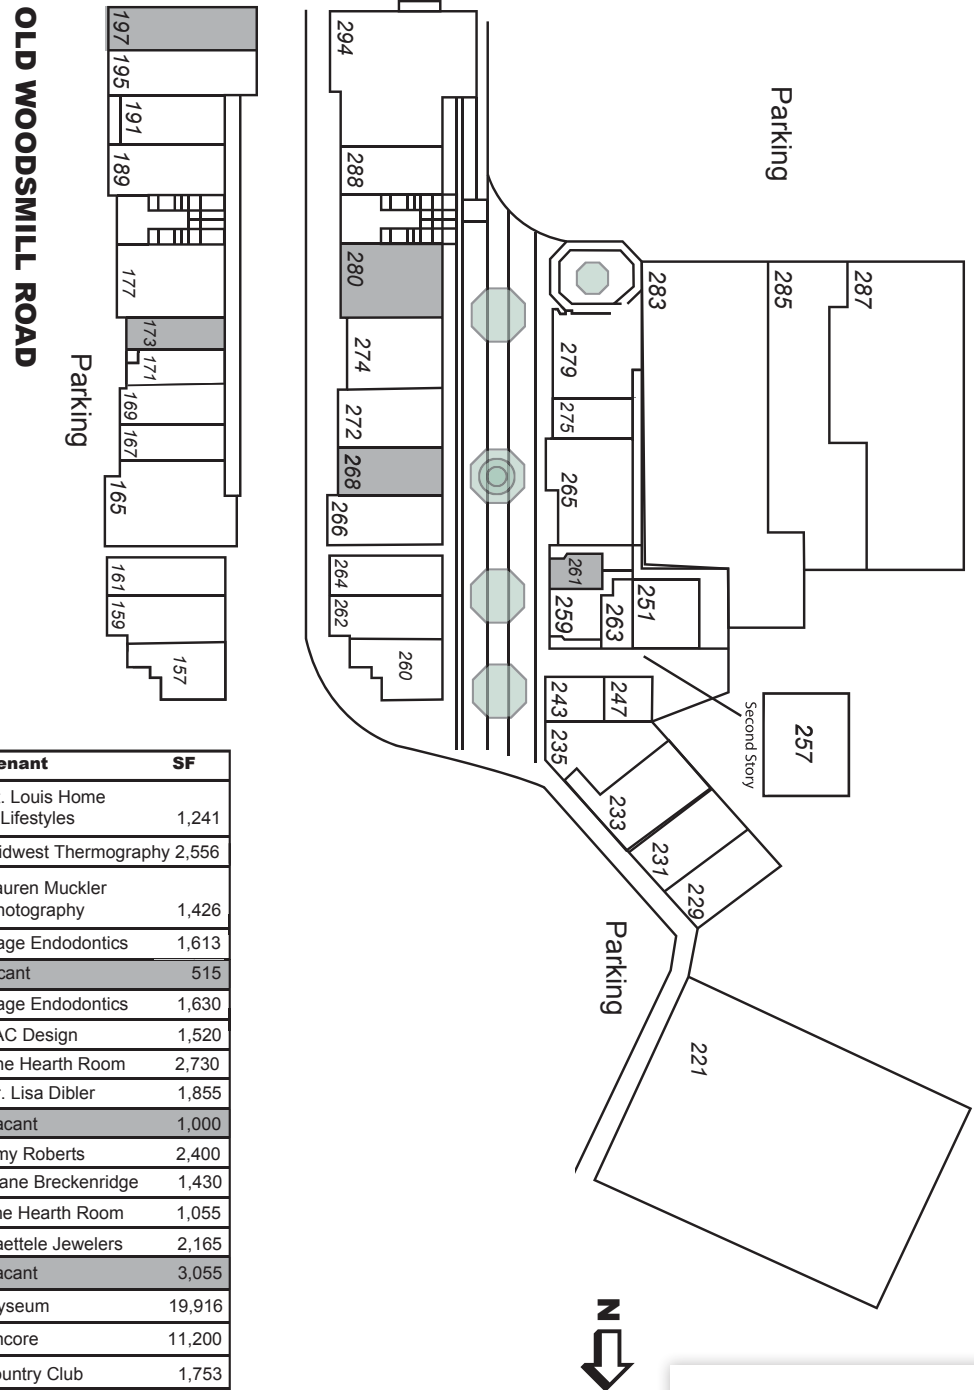 OLD WOODSMILL ROAD
197
195
191
189
177
173
171
169
167
165
161
159
157
Parking
294
288
280
274
272
268
266
264
262
260
Parking
283
285
287
279
275
265
261
259
263
251
243
247
235
233
231
229
221
257
Second Story
Parking
N
enant SF
. Louis Home
Lifestyles 1,241
idwest Thermography 2,556
auren Muckler
hotography 1,426
age Endodontics 1,613
cant 515
age Endodontics 1,630
AC Design 1,520
he Hearth Room 2,730
r. Lisa Dibler 1,855
acant 1,000
my Roberts 2,400
ane Breckenridge 1,430
he Hearth Room 1,055
aettele Jewelers 2,165
acant 3,055
yseum 19,916
ncore 11,200
ountry Club 1,753